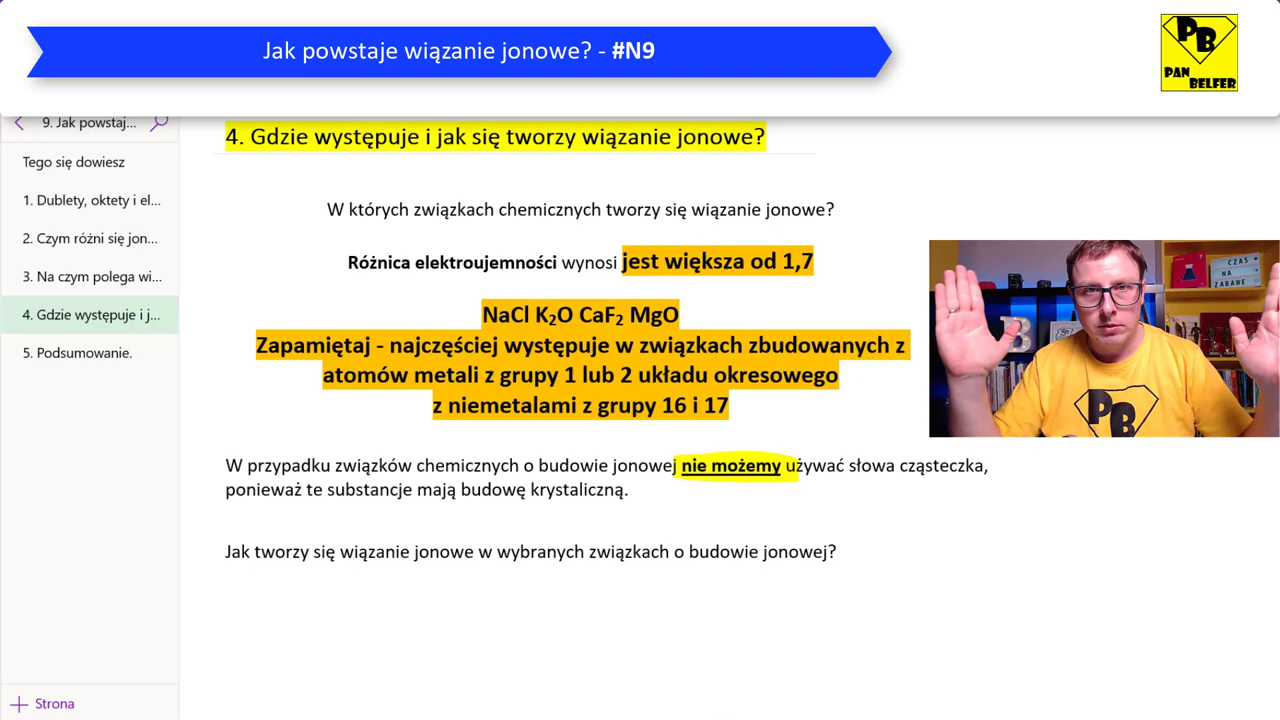 Jak powstaje wiązanie jonowe? - #N9
PB
PAN
BELFER
9. Jak powstaj...
Tego się dowiesz
1. Dublety, oktety i el...
2. Czym różni się jon...
3. Na czym polega wi...
4. Gdzie występuje i j...
5. Podsumowanie.
Strona
4. Gdzie występuje i jak się tworzy wiązanie jonowe?
W których związkach chemicznych tworzy się wiązanie jonowe?
Różnica elektroujemności wynosi jest większa od 1,7
NaCl K₂O CaF₂ MgO
Zapamiętaj - najczęściej występuje w związkach zbudowanych z
atomów metali z grupy 1 lub 2 układu okresowego
z niemetalami z grupy 16 i 17
W przypadku związków chemicznych o budowie jonowej nie możemy używać słowa cząsteczka,
ponieważ te substancje mają budowę krystaliczną.
Jak tworzy się wiązanie jonowe w wybranych związkach o budowie jonowej?
CZAS
NA
ZABAWE
B
PB